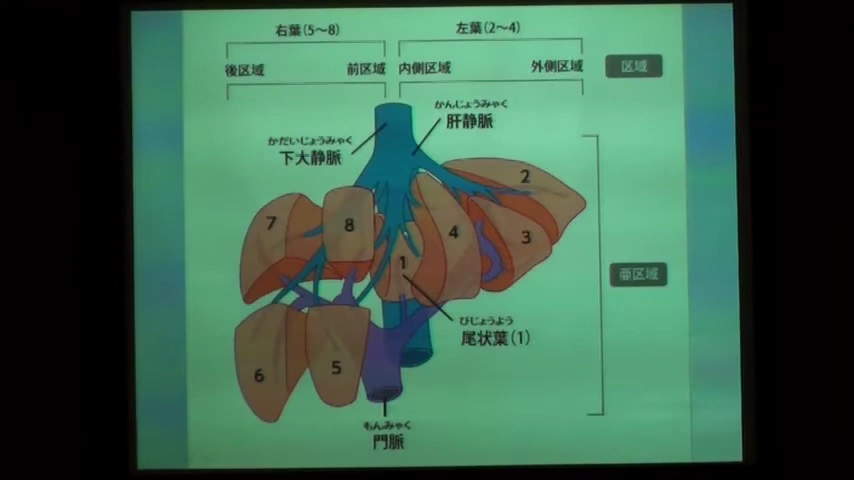 右葉(5〜8)
左葉(2〜4)
後区域
前区域
内側区域
外側区域
区域
かんじょうみゃく
肝静脈
かだいじょうみゃく
下大静脈
2
7
8
4
3
1
亜区域
びじょうよう
尾状葉(1)
6
5
もんみゃく
門脈